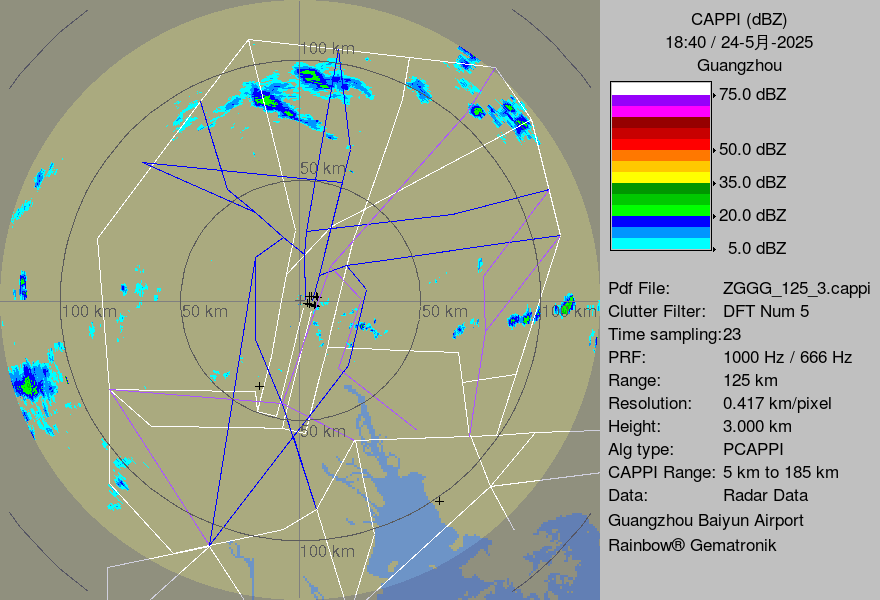 CAPPI (dBZ)
18:40 / 24-5月-2025
Guangzhou
75.0 dBZ
50.0 dBZ
35.0 dBZ
20.0 dBZ
5.0 dBZ
Pdf File: ZGGG_125_3.cappi
Clutter Filter: DFT Num 5
Time sampling:23
PRF: 1000 Hz / 666 Hz
Range: 125 km
Resolution: 0.417 km/pixel
Height: 3.000 km
Alg type: PCAPPI
CAPPI Range: 5 km to 185 km
Data: Radar Data
Guangzhou Baiyun Airport
Rainbow® Gematronik
100 km
50 km
100 km
50 km
50 km
100 km
50 km
100 km